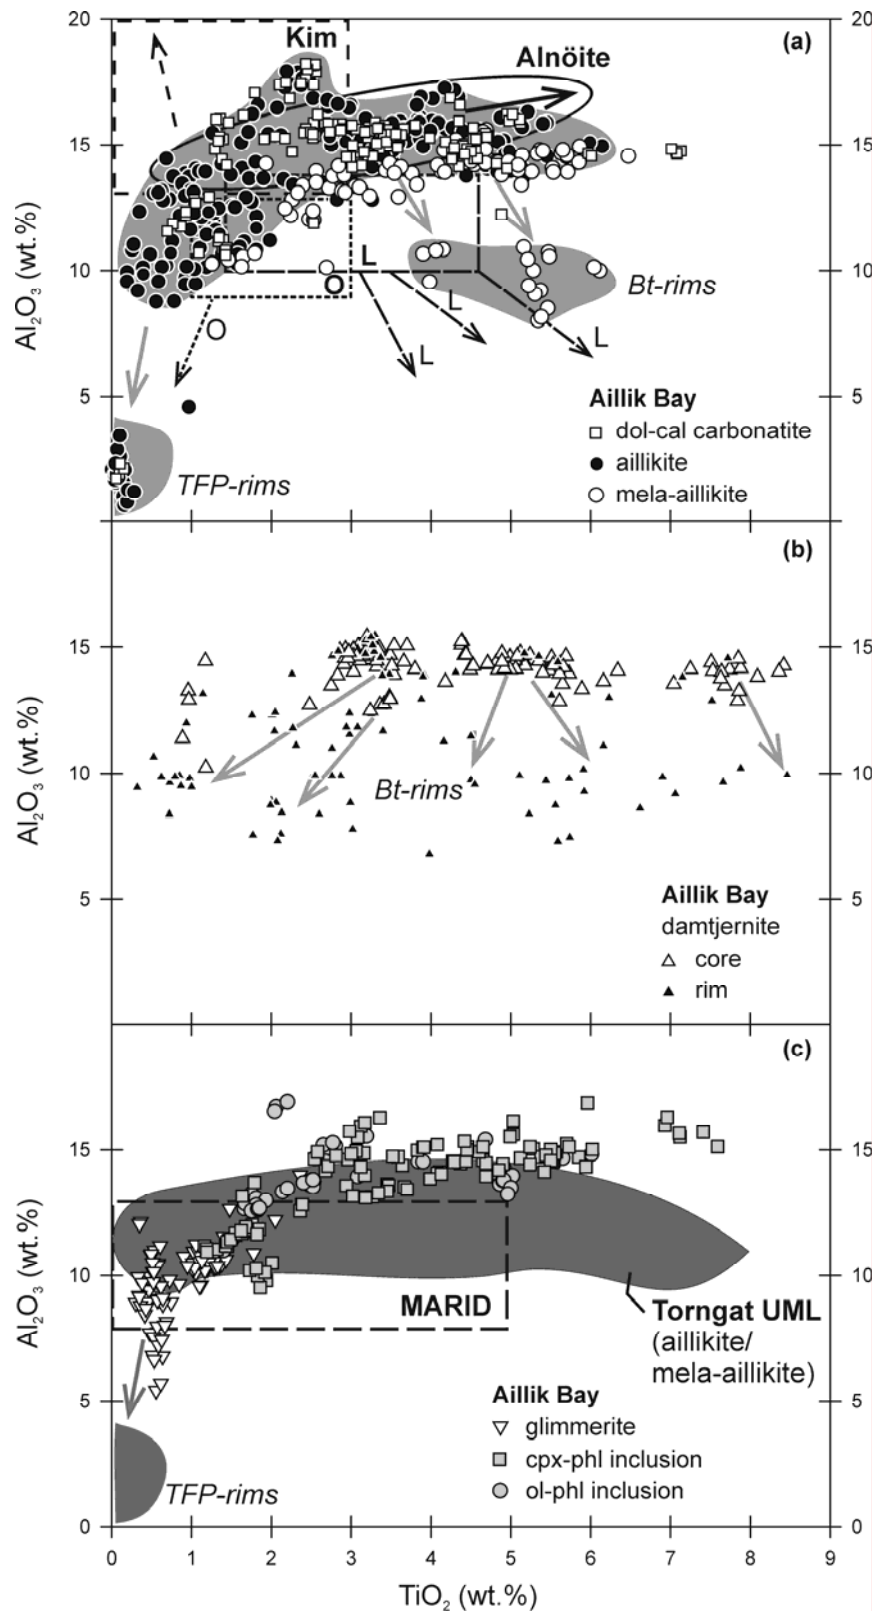 20
20
Kim
(a)
Alnöite
15
15
Al₂O₃ (wt.%)
10
L
10
O
Bt-rims
L
O
L
L
5
Aillik Bay
5
dol-cal carbonatite
TFP-rims
aillikite
mela-aillikite
(b)
15
15
Al₂O₃ (wt.%)
10
10
Bt-rims
5
Aillik Bay
5
damtjernite
core
rim
(c)
15
15
Al₂O₃ (wt.%)
10
10
MARID
Torngat UML
(aillikite/
mela-aillikite)
5
Aillik Bay
5
glimmerite
cpx-phl inclusion
TFP-rims
ol-phl inclusion
0
0
0 1 2 3 4 5 6 7 8 9
TiO₂ (wt.%)